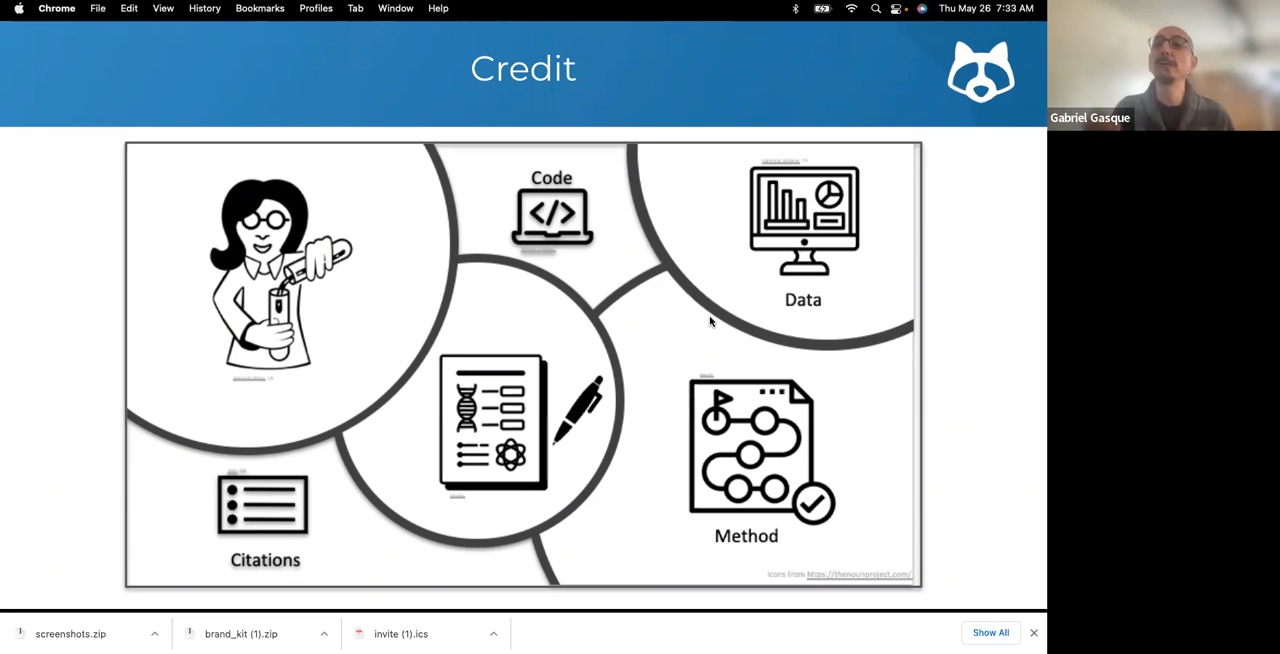 Chrome File Edit View History Bookmarks Profiles Tab Window Help Thu May 26 7:33 AM
Credit
Gabriel Gasque
Code
</>
Data
Method
Citations
Icons from https://thenounproject.com/
screenshots.zip brand_kit (1).zip invite (1).ics Show All